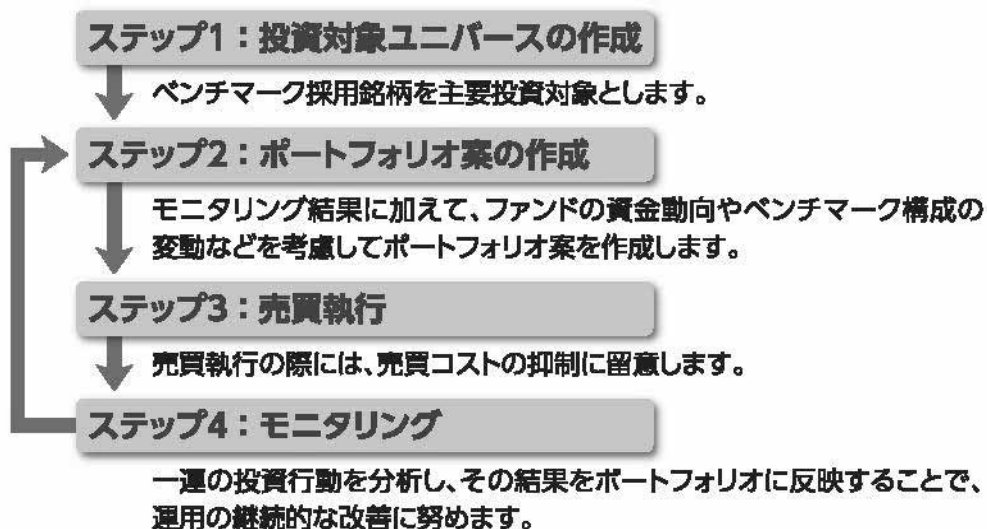 ステップ1：投資対象ユニバースの作成
ベンチマーク採用銘柄を主要投資対象とします。
ステップ2：ポートフォリオ案の作成
モニタリング結果に加えて、ファンドの資金動向やベンチマーク構成の
変動などを考慮してポートフォリオ案を作成します。
ステップ3：売買執行
売買執行の際には、売買コストの抑制に留意します。
ステップ4：モニタリング
一連の投資行動を分析し、その結果をポートフォリオに反映することで、
運用の継続的な改善に努めます。